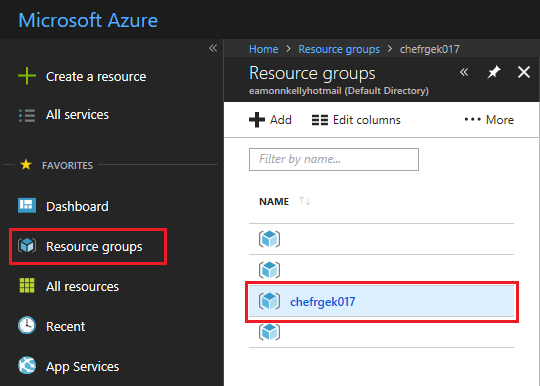 Microsoft Azure
Create a resource
All services
FAVORITES
Dashboard
Resource groups
All resources
Recent
App Services
Home > Resource groups > chefrgek017
Resource groups
eamonnkellyhotmail (Default Directory)
Add Edit columns More
Filter by name...
NAME
chefrgek017